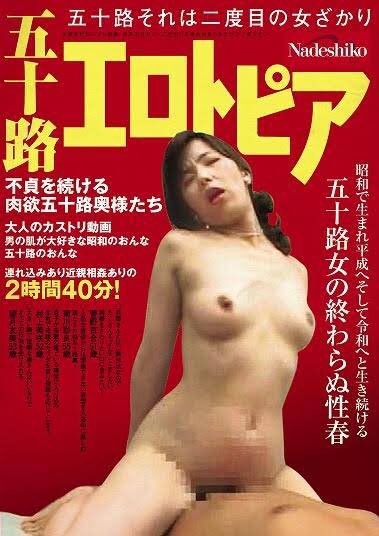 五十路それは二度目の女ざかり
Nadeshiko
五十路
エロトピア
不貞を続ける
肉欲五十路奥様たち
大人のカストリ動画
男の肌が大好きな昭和のおんな
五十路のおんな
連れ込みあり近親相姦ありの
2時間40分!
昭和で生まれ平成へそして令和へと生き続ける
五十路女の終わらぬ性春